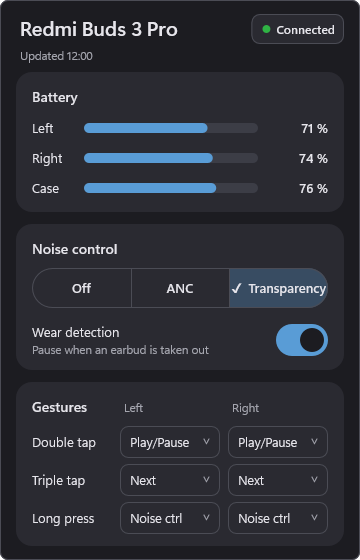 Redmi Buds 3 Pro
Connected
Updated 12:00
Battery
Left 71 %
Right 74 %
Case 76 %
Noise control
Off ANC ✓ Transparency
Wear detection
Pause when an earbud is taken out
Gestures Left Right
Double tap Play/Pause Play/Pause
Triple tap Next Next
Long press Noise ctrl Noise ctrl